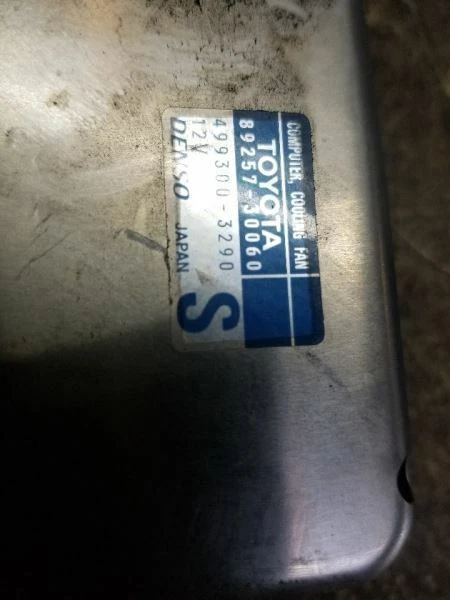 COMPUTER, COOLING FAN
TOYOTA
89257-30060
499300-3290
12V
DENSO JAPAN
S